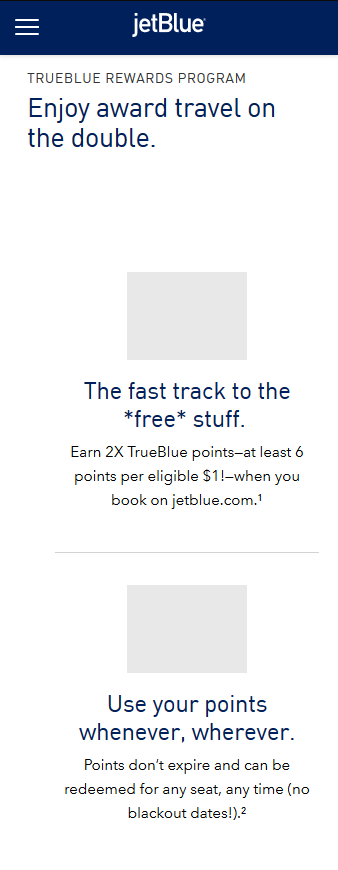 jetBlue
TRUEBLUE REWARDS PROGRAM
Enjoy award travel on
the double.
The fast track to the
*free* stuff.
Earn 2X TrueBlue points—at least 6
points per eligible $1!—when you
book on jetblue.com.¹
Use your points
whenever, wherever.
Points don’t expire and can be
redeemed for any seat, any time (no
blackout dates!).²